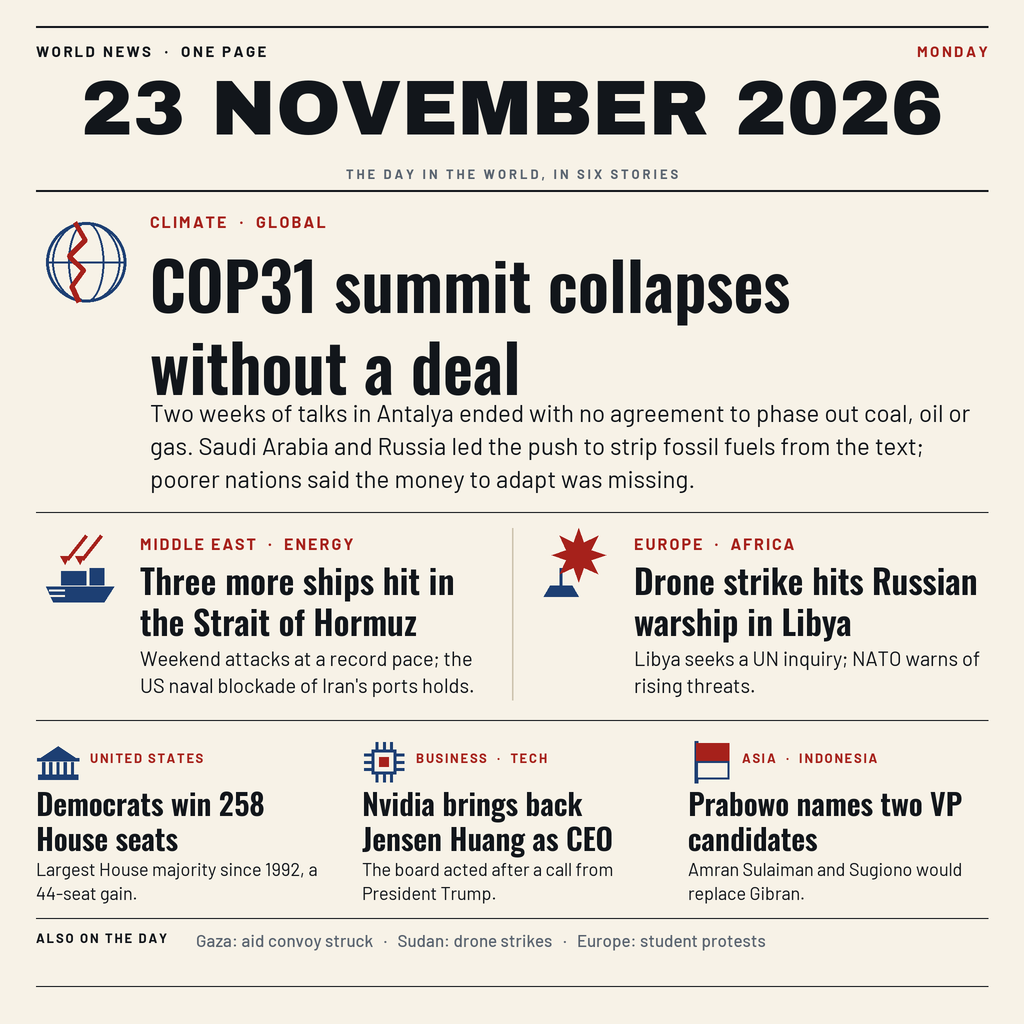 WORLD NEWS · ONE PAGE
MONDAY
23 NOVEMBER 2026
THE DAY IN THE WORLD, IN SIX STORIES
CLIMATE · GLOBAL
COP31 summit collapses
without a deal
Two weeks of talks in Antalya ended with no agreement to phase out coal, oil or
gas. Saudi Arabia and Russia led the push to strip fossil fuels from the text;
poorer nations said the money to adapt was missing.
MIDDLE EAST · ENERGY
Three more ships hit in
the Strait of Hormuz
Weekend attacks at a record pace; the
US naval blockade of Iran's ports holds.
EUROPE · AFRICA
Drone strike hits Russian
warship in Libya
Libya seeks a UN inquiry; NATO warns of
rising threats.
UNITED STATES
Democrats win 258
House seats
Largest House majority since 1992, a
44-seat gain.
BUSINESS · TECH
Nvidia brings back
Jensen Huang as CEO
The board acted after a call from
President Trump.
ASIA · INDONESIA
Prabowo names two VP
candidates
Amran Sulaiman and Sugiono would
replace Gibran.
ALSO ON THE DAY
Gaza: aid convoy struck · Sudan: drone strikes · Europe: student protests